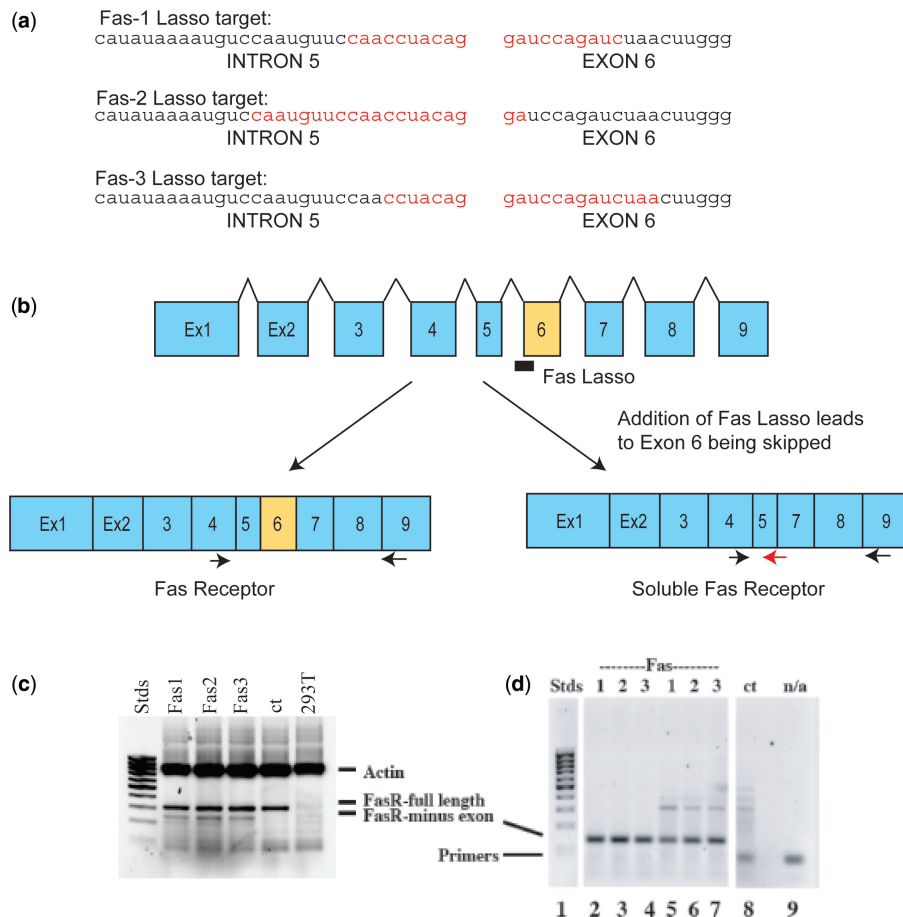 (a)
Fas-1 Lasso target:
cauauaaaauguccaauguuccaaccuacag gauccagaucuaacuuggg
INTRON 5 EXON 6
Fas-2 Lasso target:
cauauaaaauguccaauguuccaaccuacag gauccagaucuaacuuggg
INTRON 5 EXON 6
Fas-3 Lasso target:
cauauaaaauguccaauguuccaaccuacag gauccagaucuaacuuggg
INTRON 5 EXON 6
(b)
Ex1 Ex2 3 4 5 6 7 8 9
Fas Lasso
Addition of Fas Lasso leads
to Exon 6 being skipped
Ex1 Ex2 3 4 5 6 7 8 9
Fas Receptor
Ex1 Ex2 3 4 5 7 8 9
Soluble Fas Receptor
(c)
Stds Fas1 Fas2 Fas3 ct 293T
Actin
FasR-full length
FasR-minus exon
Primers
(d)
--------Fas-------
Stds 1 2 3 1 2 3 ct n/a
1 2 3 4 5 6 7 8 9